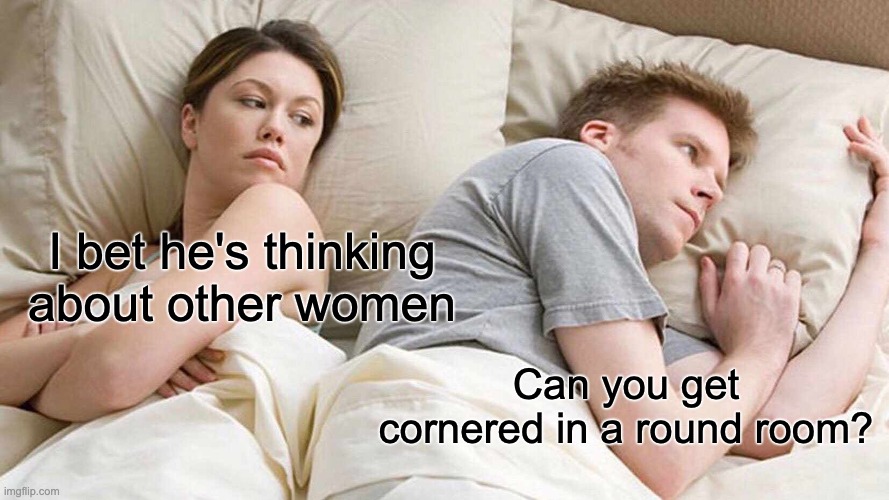 I bet he's thinking
about other women
Can you get
cornered in a round room?
imgflip.com